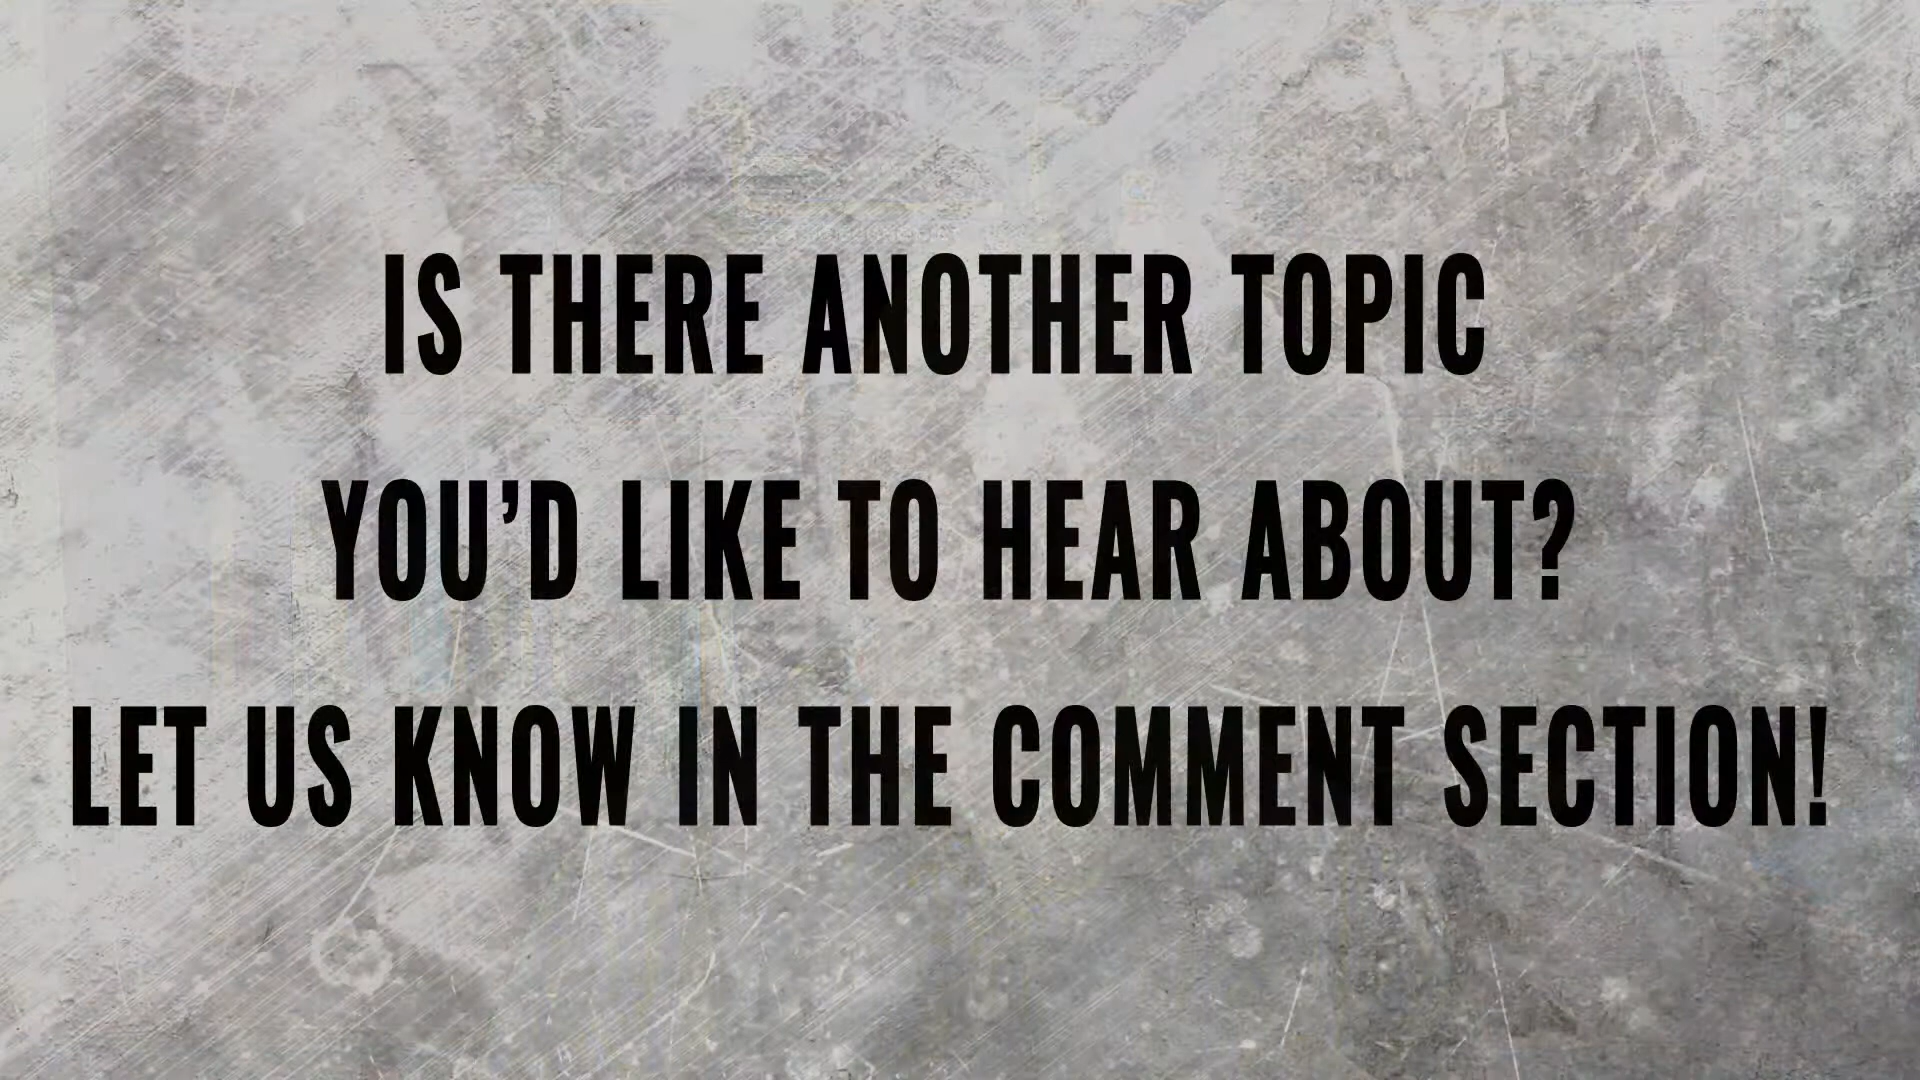 IS THERE ANOTHER TOPIC
YOU’D LIKE TO HEAR ABOUT?
LET US KNOW IN THE COMMENT SECTION!